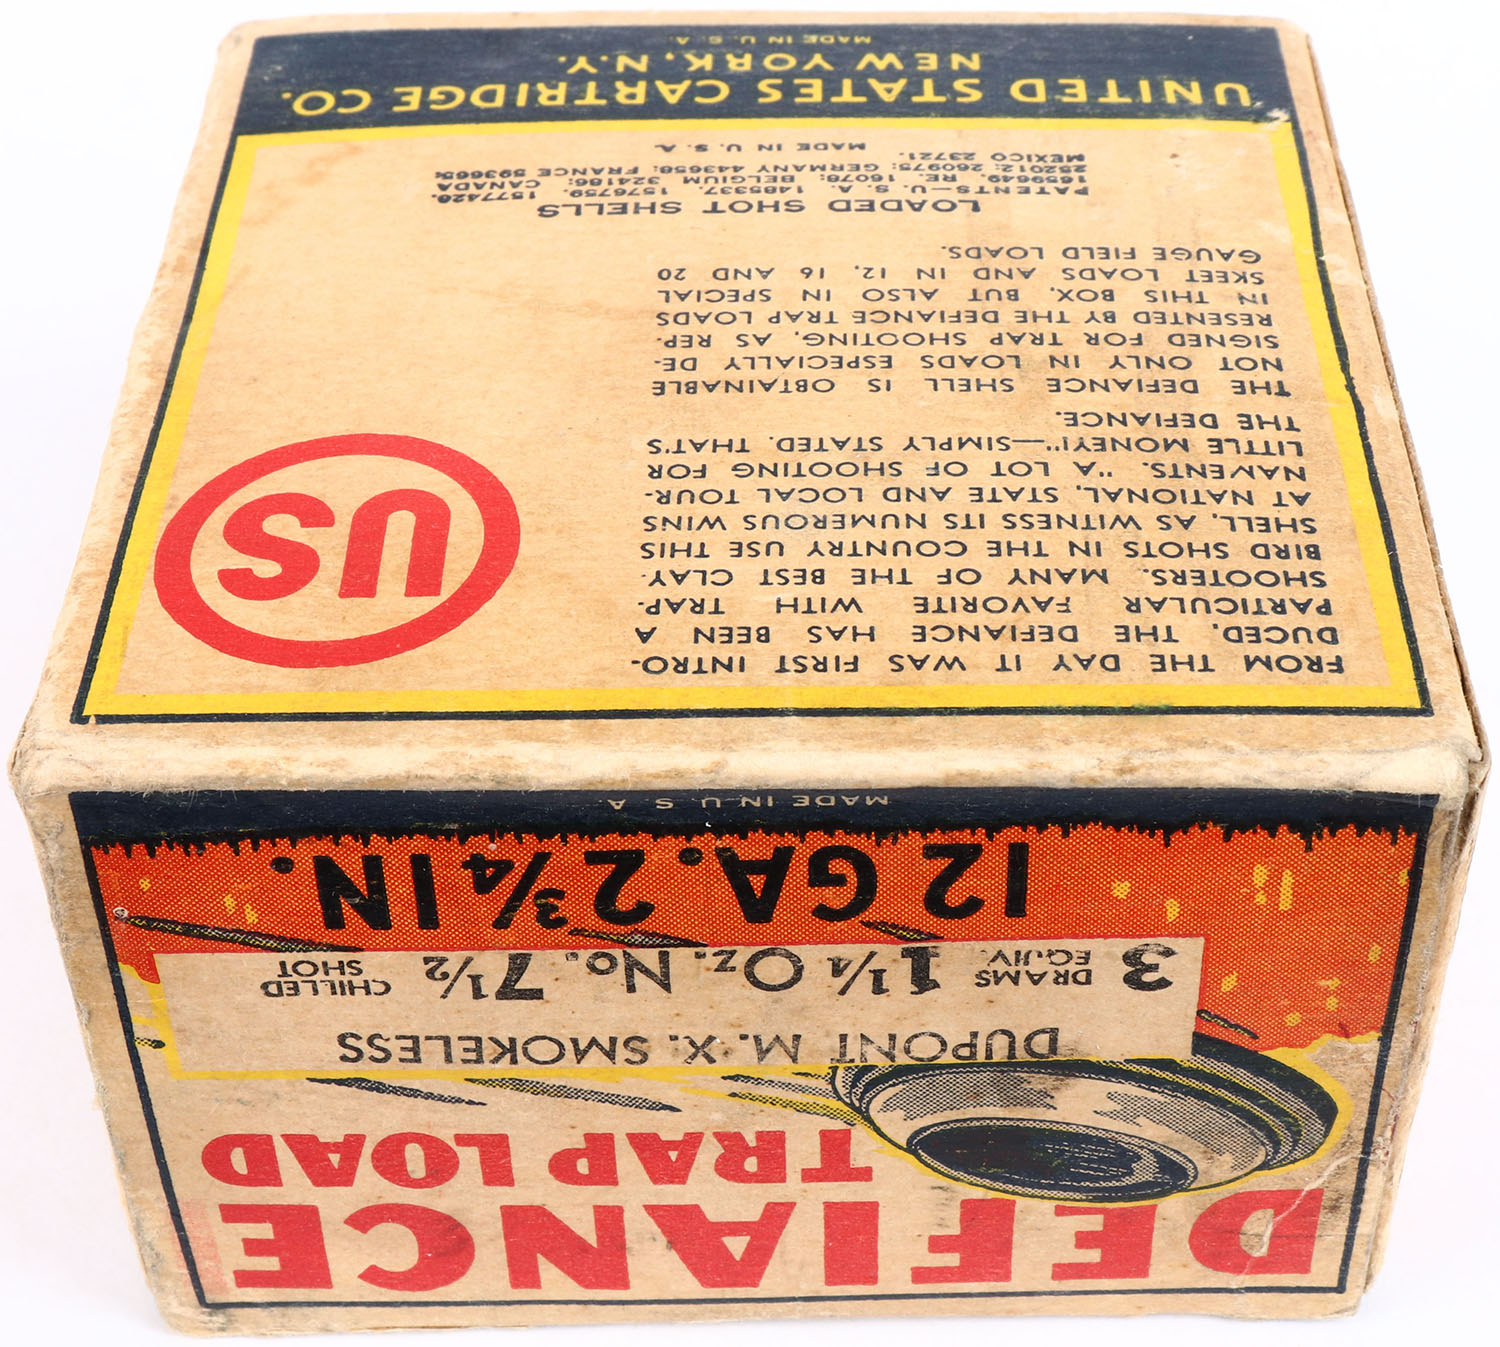 DEFIANCE
TRAP LOAD
DUPONT M. X. SMOKELESS
3 DRAMS EQUIV. 1¼ Oz. No. 7½ CHILLED SHOT
12 GA. 2¾ IN.
MADE IN U. S. A.
FROM THE DAY IT WAS FIRST INTRO-
DUCED, THE DEFIANCE HAS BEEN A
PARTICULAR FAVORITE WITH TRAP-
SHOOTERS. MANY OF THE BEST CLAY-
BIRD SHOTS IN THE COUNTRY USE THIS
SHELL, AS WITNESS ITS NUMEROUS WINS
AT NATIONAL, STATE AND LOCAL TOUR-
NAMENTS. "A LOT OF SHOOTING FOR
LITTLE MONEY!"—SIMPLY STATED. THAT'S
THE DEFIANCE.
THE DEFIANCE SHELL IS OBTAINABLE
NOT ONLY IN LOADS ESPECIALLY DE-
SIGNED FOR TRAP SHOOTING, AS REP-
RESENTED BY THE DEFIANCE TRAP LOADS
IN THIS BOX, BUT ALSO IN SPECIAL
SKEET LOADS AND IN 12, 16 AND 20
GAUGE FIELD LOADS.
US
LOADED SHOT SHELLS
PATENTS—U. S. A. 1485337. 1576759. 1577420.
1659649. RE. 16078; BELGIUM 324186; CANADA
252012; 260975; GERMANY 443658; FRANCE 593665;
MEXICO 23721.
MADE IN U. S. A.
UNITED STATES CARTRIDGE CO.
NEW YORK, N.Y.
MADE IN U. S. A.